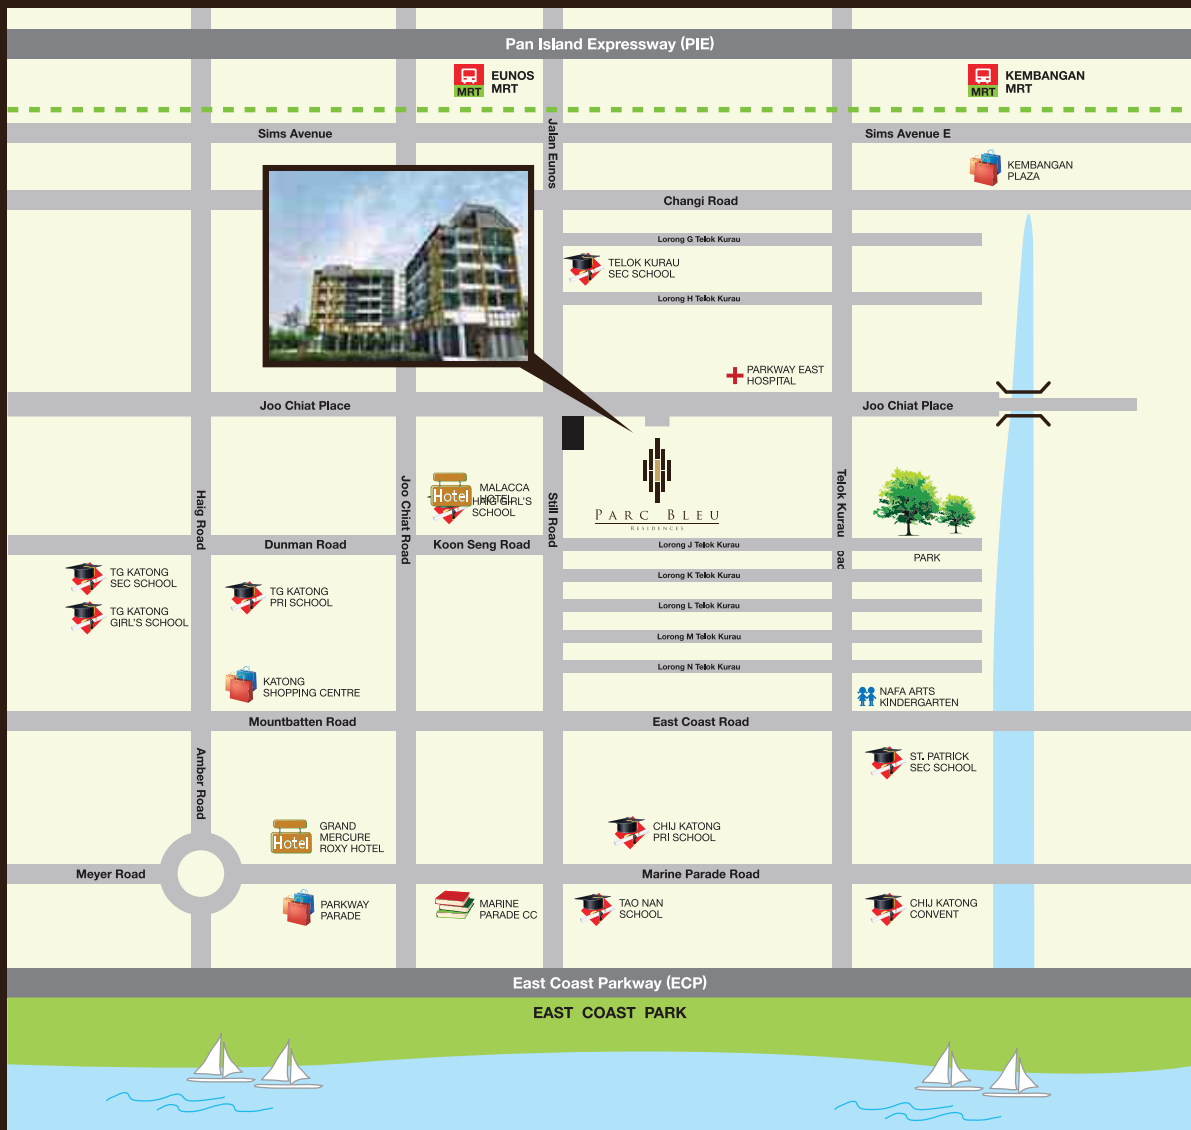 Pan Island Expressway (PIE)
MRT
EUNOS
MRT
MRT
KEMBANGAN
MRT
Sims Avenue
Jalan Eunos
Sims Avenue E
KEMBANGAN
PLAZA
Changi Road
Lorong G Telok Kurau
TELOK KURAU
SEC SCHOOL
Lorong H Telok Kurau
PARKWAY EAST
HOSPITAL
Joo Chiat Place
Joo Chiat Place
Haig Road
Joo Chiat Road
Hotel
MALACCA
HOTEL
HAIG GIRL'S
SCHOOL
Still Road
PARC BLEU
RESIDENCES
Telok Kurau
PARK
Dunman Road
Koon Seng Road
Lorong J Telok Kurau
TG KATONG
SEC SCHOOL
TG KATONG
GIRL'S SCHOOL
TG KATONG
PRI SCHOOL
Lorong K Telok Kurau
Lorong L Telok Kurau
Lorong M Telok Kurau
Lorong N Telok Kurau
KATONG
SHOPPING CENTRE
NAFA ARTS
KINDERGARTEN
Mountbatten Road
East Coast Road
Amber Road
ST. PATRICK
SEC SCHOOL
Hotel
GRAND
MERCURE
ROXY HOTEL
CHIJ KATONG
PRI SCHOOL
Meyer Road
Marine Parade Road
PARKWAY
PARADE
MARINE
PARADE CC
TAO NAN
SCHOOL
CHIJ KATONG
CONVENT
East Coast Parkway (ECP)
EAST COAST PARK